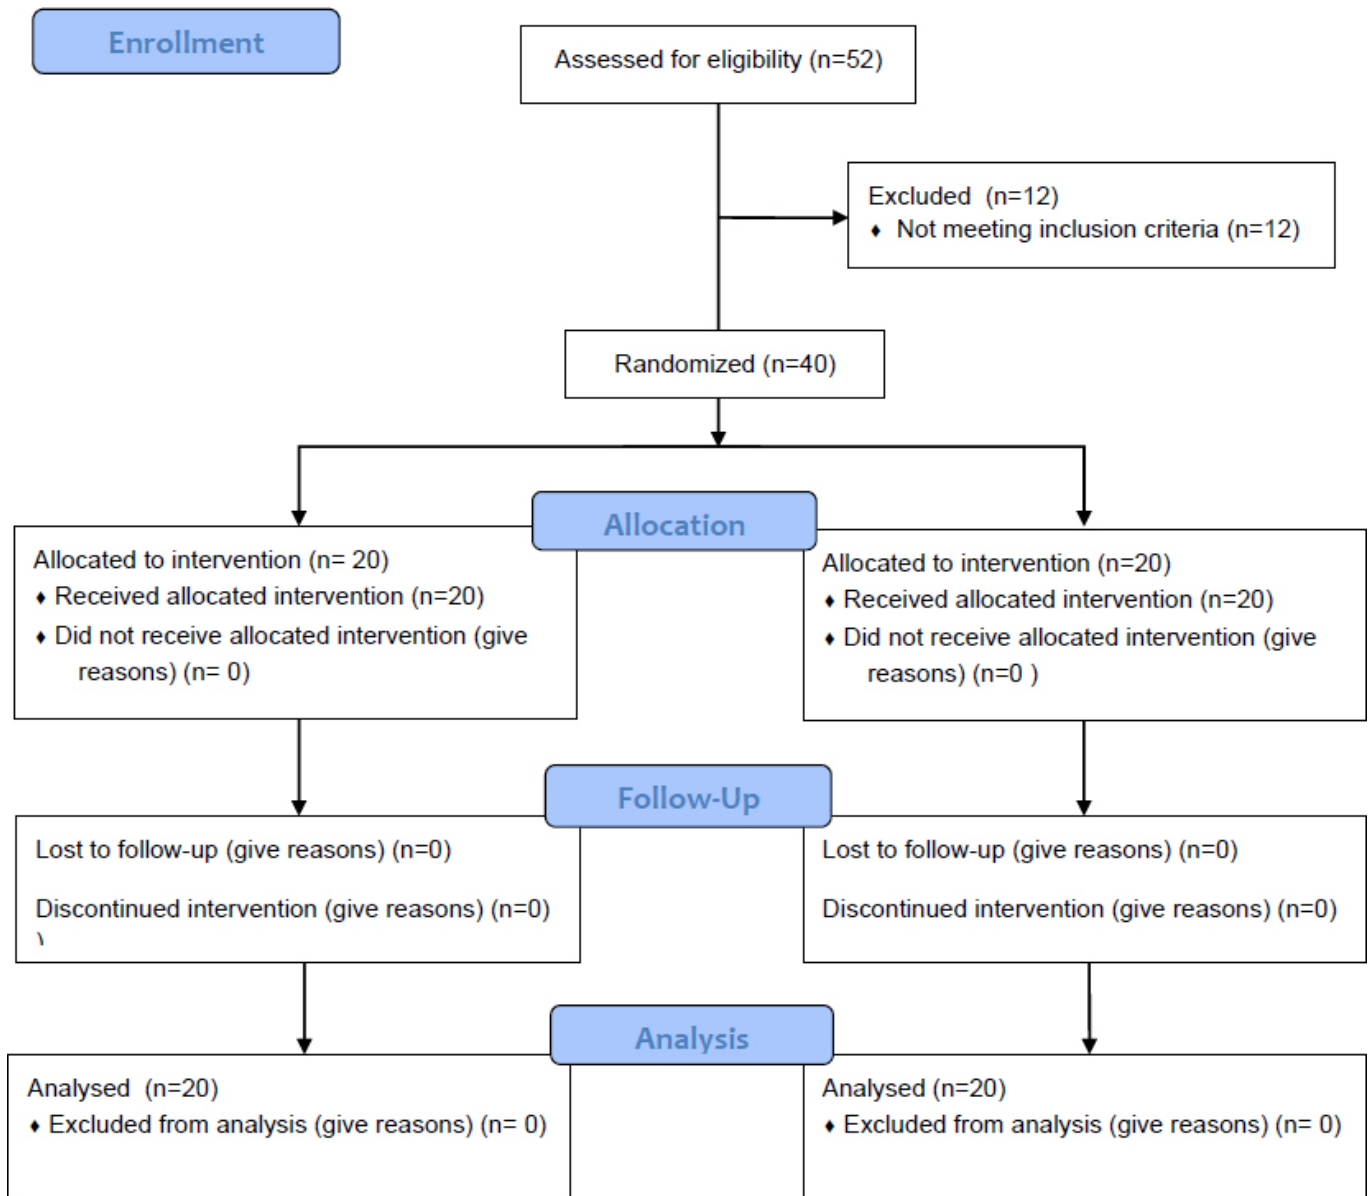 Enrollment
Assessed for eligibility (n=52)
Excluded  (n=12)
♦ Not meeting inclusion criteria (n=12)
Randomized (n=40)
Allocation
Allocated to intervention (n= 20)
♦ Received allocated intervention (n=20)
♦ Did not receive allocated intervention (give
reasons) (n= 0)
Allocated to intervention (n=20)
♦ Received allocated intervention (n=20)
♦ Did not receive allocated intervention (give
reasons) (n=0 )
Follow-Up
Lost to follow-up (give reasons) (n=0)
Discontinued intervention (give reasons) (n=0)
)
Lost to follow-up (give reasons) (n=0)
Discontinued intervention (give reasons) (n=0)
Analysis
Analysed  (n=20)
♦ Excluded from analysis (give reasons) (n= 0)
Analysed (n=20)
♦ Excluded from analysis (give reasons) (n= 0)